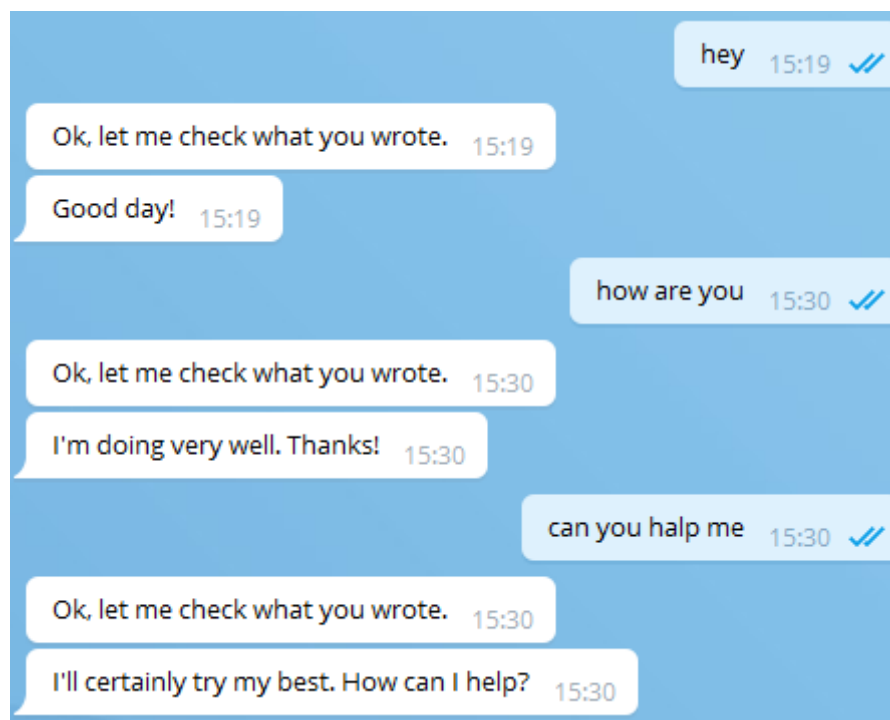 hey 15:19
Ok, let me check what you wrote. 15:19
Good day! 15:19
how are you 15:30
Ok, let me check what you wrote. 15:30
I'm doing very well. Thanks! 15:30
can you halp me 15:30
Ok, let me check what you wrote. 15:30
I'll certainly try my best. How can I help? 15:30